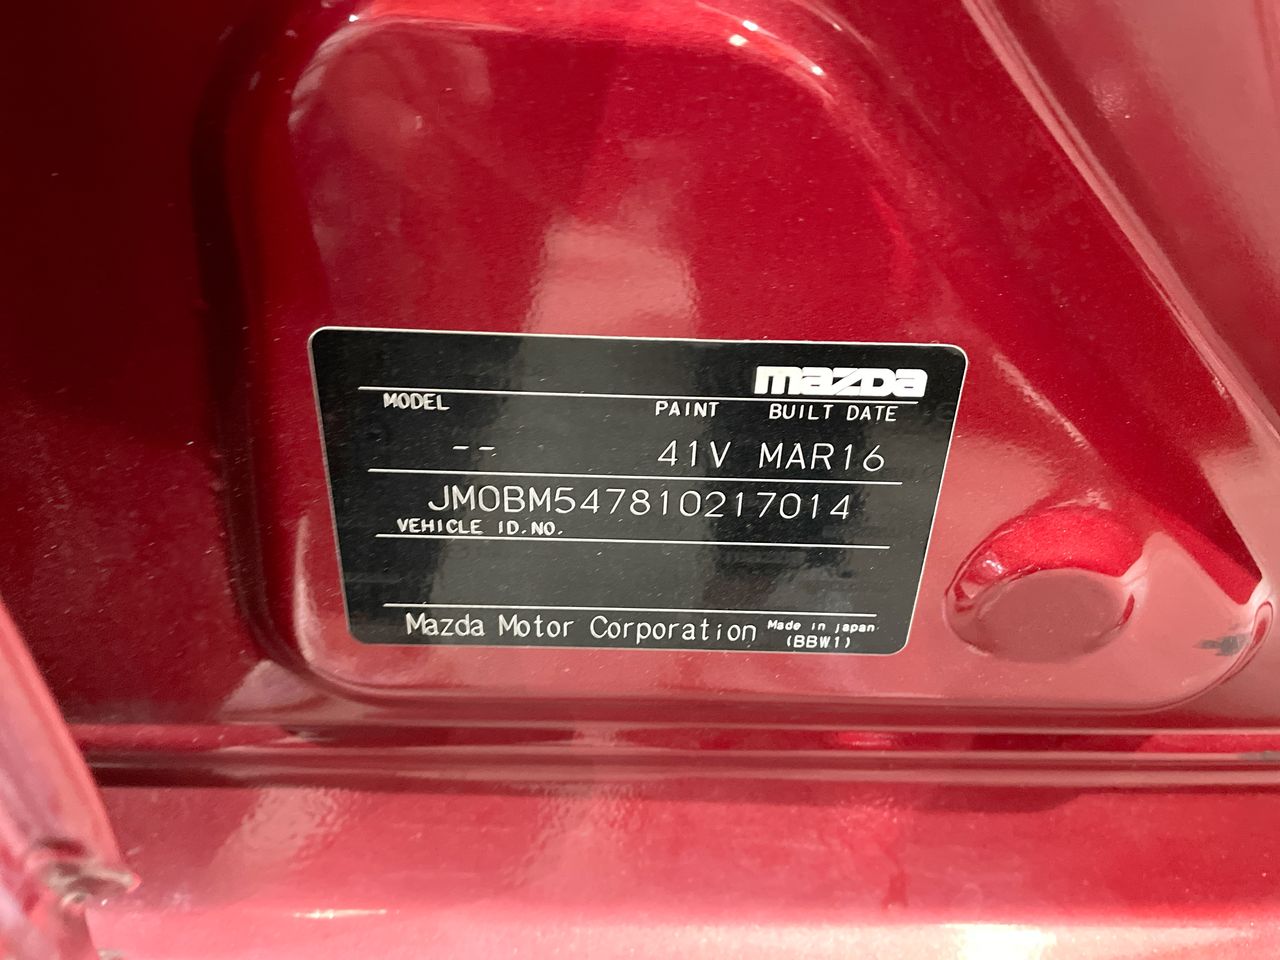 mazda
MODEL PAINT BUILT DATE
-- 41V MAR16
JM0BM547810217014
VEHICLE ID.NO.
Mazda Motor Corporation Made in japan
(BBW1)